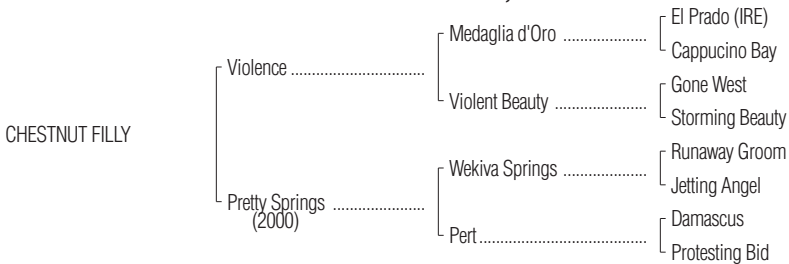 El Prado (IRE)
Medaglia d'Oro ....................
Cappucino Bay
Violence ................................
Gone West
Violent Beauty ......................
Storming Beauty
CHESTNUT FILLY
Runaway Groom
Wekiva Springs ....................
Jetting Angel
Pretty Springs ......................
(2000)
Damascus
Pert........................................
Protesting Bid